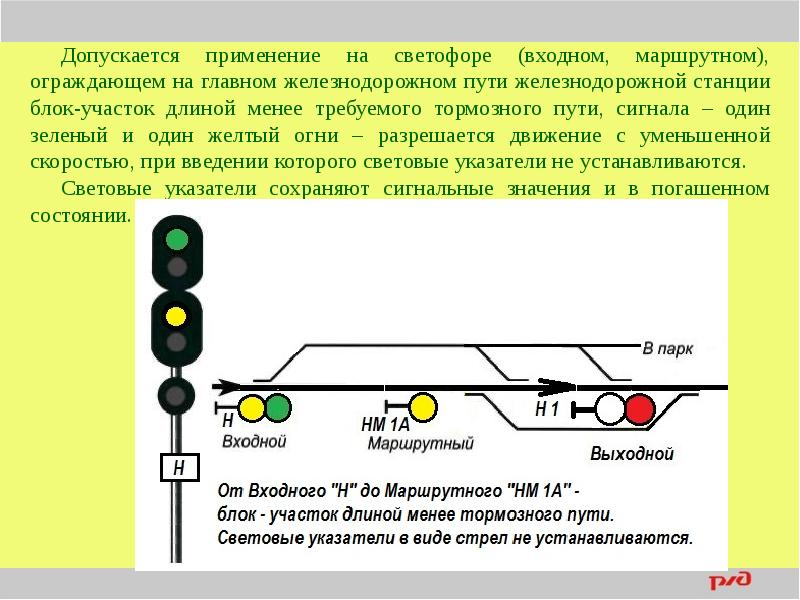 Допускается применение на светофоре (входном, маршрутном),
ограждающем на главном железнодорожном пути железнодорожной станции
блок-участок длиной менее требуемого тормозного пути, сигнала – один
зеленый и один желтый огни – разрешается движение с уменьшенной
скоростью, при введении которого световые указатели не устанавливаются.
Световые указатели сохраняют сигнальные значения и в погашенном
состоянии.
В парк
Н
Входной
НМ 1А
Маршрутный
Н 1
Выходной
Н
От Входного "Н" до Маршрутного "НМ 1А" -
блок - участок длиной менее тормозного пути.
Световые указатели в виде стрел не устанавливаются.
ржд